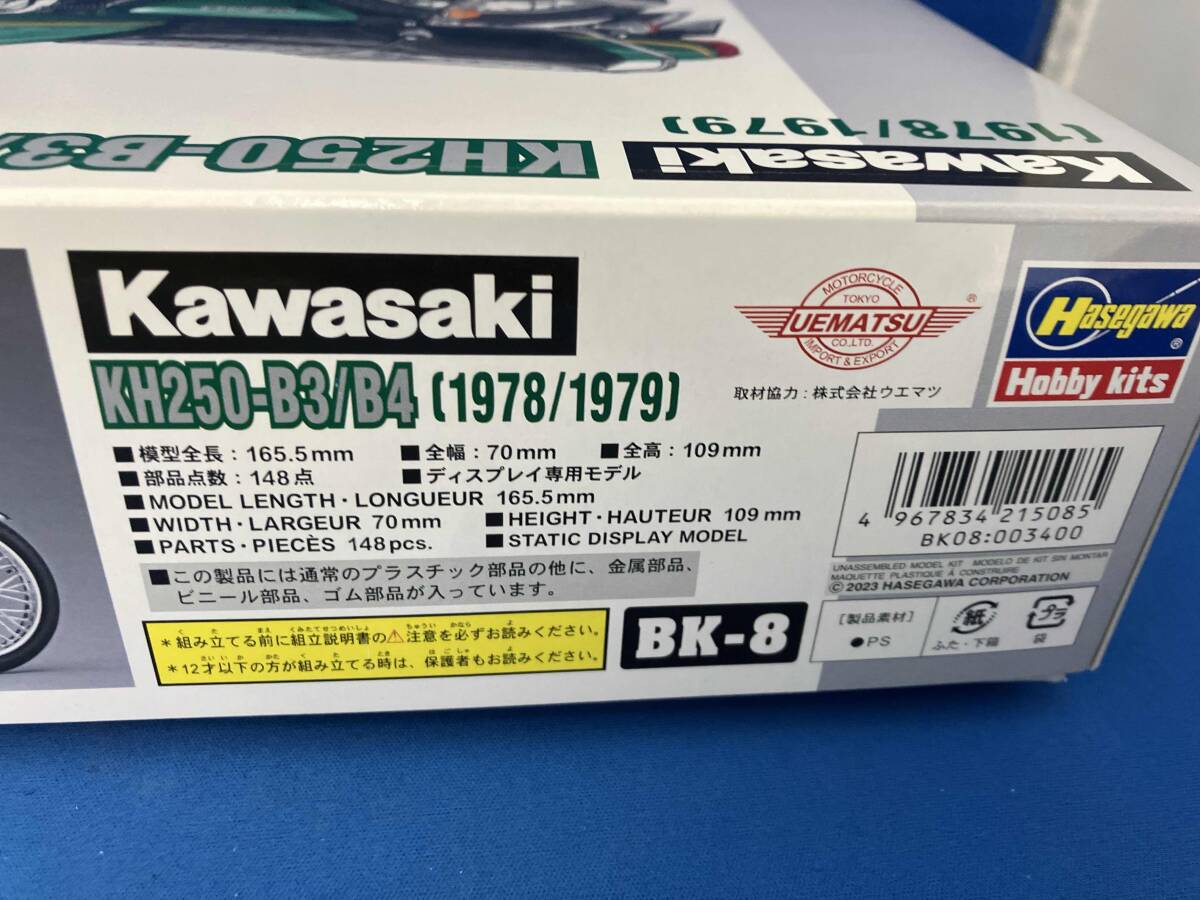 (1978/1979)
KH250-B3/
Kawasaki
Kawasaki
KH250-B3/B4 (1978/1979)
■模型全長:165.5mm ■全幅:70mm ■全高:109mm
■部品点数:148点 ■ディスプレイ専用モデル
■MODEL LENGTH・LONGUEUR 165.5mm
■WIDTH・LARGEUR 70mm ■HEIGHT・HAUTEUR 109mm
■PARTS・PIECÈS 148pcs. ■STATIC DISPLAY MODEL
■この製品には通常のプラスチック部品の他に、金属部品、
ビニール部品、ゴム部品が入っています。
*組み立てる前に組立説明書の⚠注意を必ずお読みください。
*12才以下の方が組み立てる時は、保護者もお読みください。
BK-8
MOTORCYCLE
TOKYO
UEMATSU
CO.,LTD.
IMPORT & EXPORT
®
取材協力:株式会社ウエマツ
Hasegawa
®
Hobby kits
4 967834 215085
BK08:003400
UNASSEMBLED MODEL KIT MODELO DE KIT SIN MONTAR
MAQUETTE PLASTIQUE À CONSTRUIRE
©2023 HASEGAWA CORPORATION
[製品素材]
●PS
紙
ふた・下箱
プラ
袋